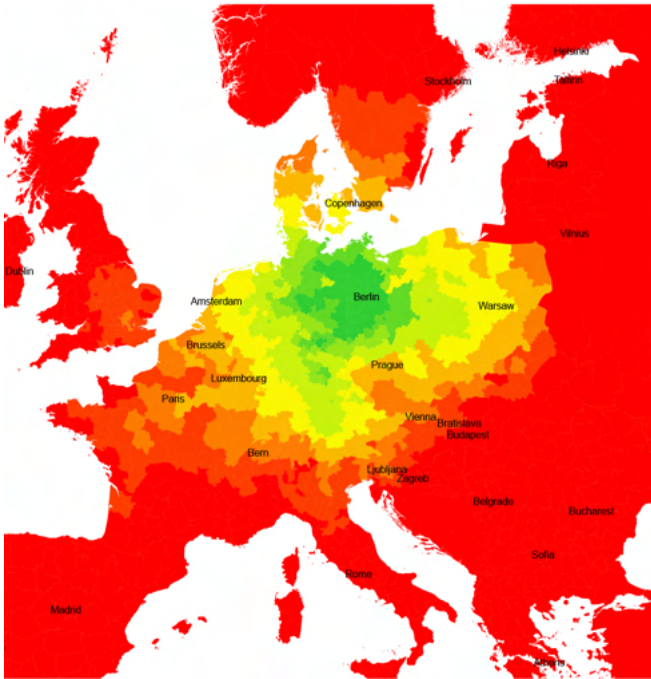 Helsinki
Stockholm
Tallinn
Riga
Copenhagen
Vilnius
Dublin
Berlin
Amsterdam
Warsaw
Brussels
Prague
Luxembourg
Paris
Vienna
Bratislava
Budapest
Bern
Ljubljana
Zagreb
Belgrade
Bucharest
Sofia
Rome
Madrid
Athens